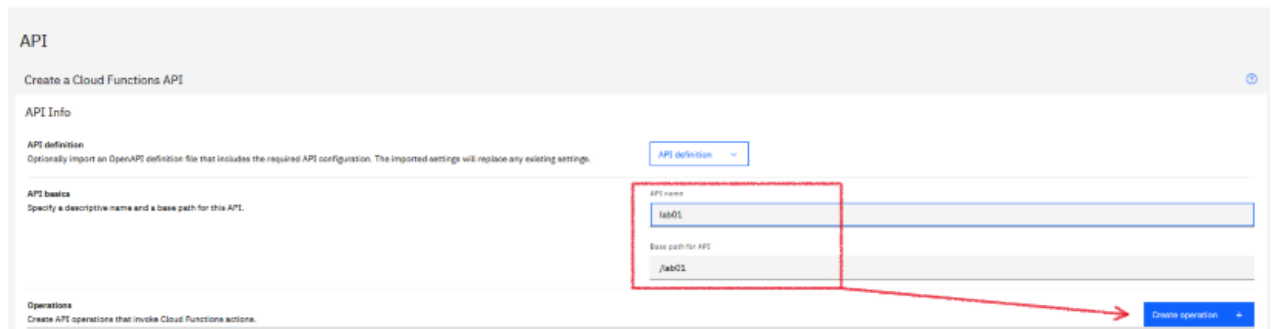 API
Create a Cloud Functions API
API Info
API definition
Optionally import an OpenAPI definition file that includes the required API configuration. The imported settings will replace any existing settings.
API definition
API basics
Specify a descriptive name and a base path for this API.
API name
lab01
Base path for API
/lab01
Operations
Create API operations that invoke Cloud Functions actions.
Create operation +